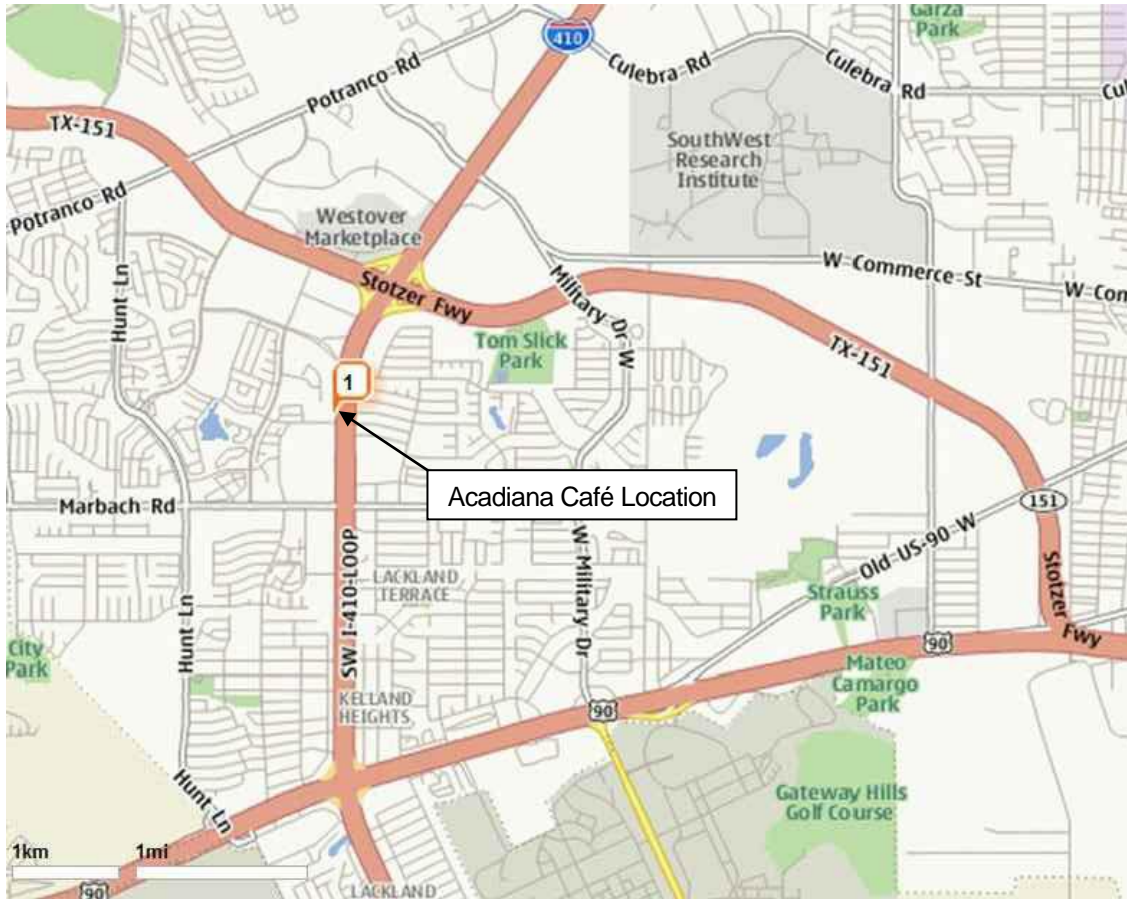 Garza
Park
410
Culebra Rd
Culebra Rd
Potranco Rd
TX-151
SouthWest
Research
Institute
Potranco Rd
Westover
Marketplace
Hunt Ln
Stotzer Fwy
Military Dr W
W Commerce St
W Com
Tom Slick
Park
TX-151
1
Acadiana Café Location
Marbach Rd
151
SW I-410-LOOP
LACKLAND
TERRACE
W Military Dr
Old US-90 W
Strauss
Park
Stotzer Fwy
Hunt Ln
City
Park
90
Mateo
Camargo
Park
KELLAND
HEIGHTS
90
Hunt Ln
Gateway Hills
Golf Course
1km
1mi
90
LACKLAND